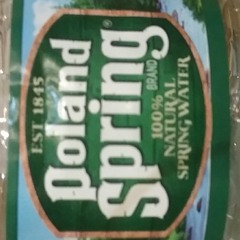 EST 1845
Poland
Spring®
BRAND
100%
NATURAL
SPRING WATER